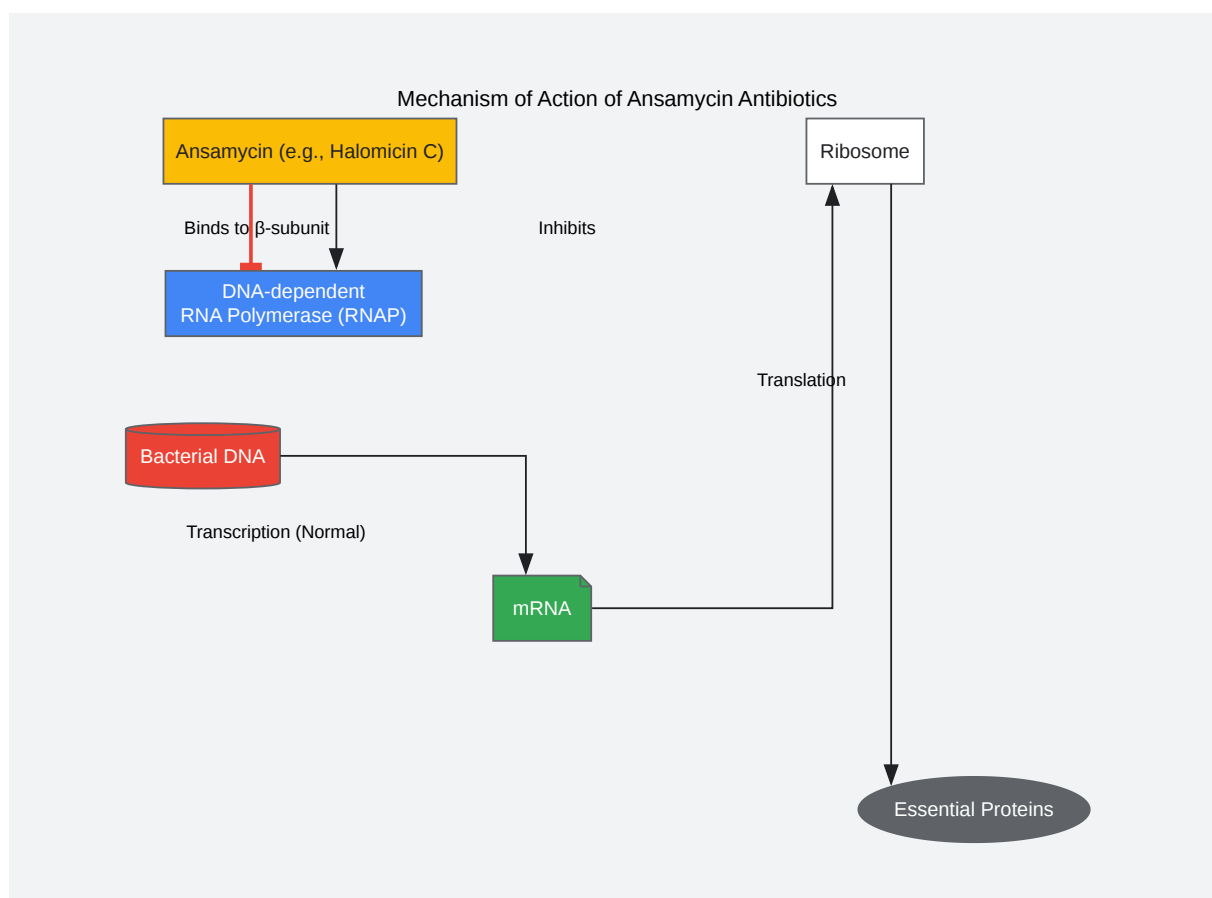 Mechanism of Action of Ansamycin Antibiotics
Ansamycin (e.g., Halomicin C)
Ribosome
Binds to β-subunit
Inhibits
DNA-dependent
RNA Polymerase (RNAP)
Translation
Bacterial DNA
Transcription (Normal)
mRNA
Essential Proteins